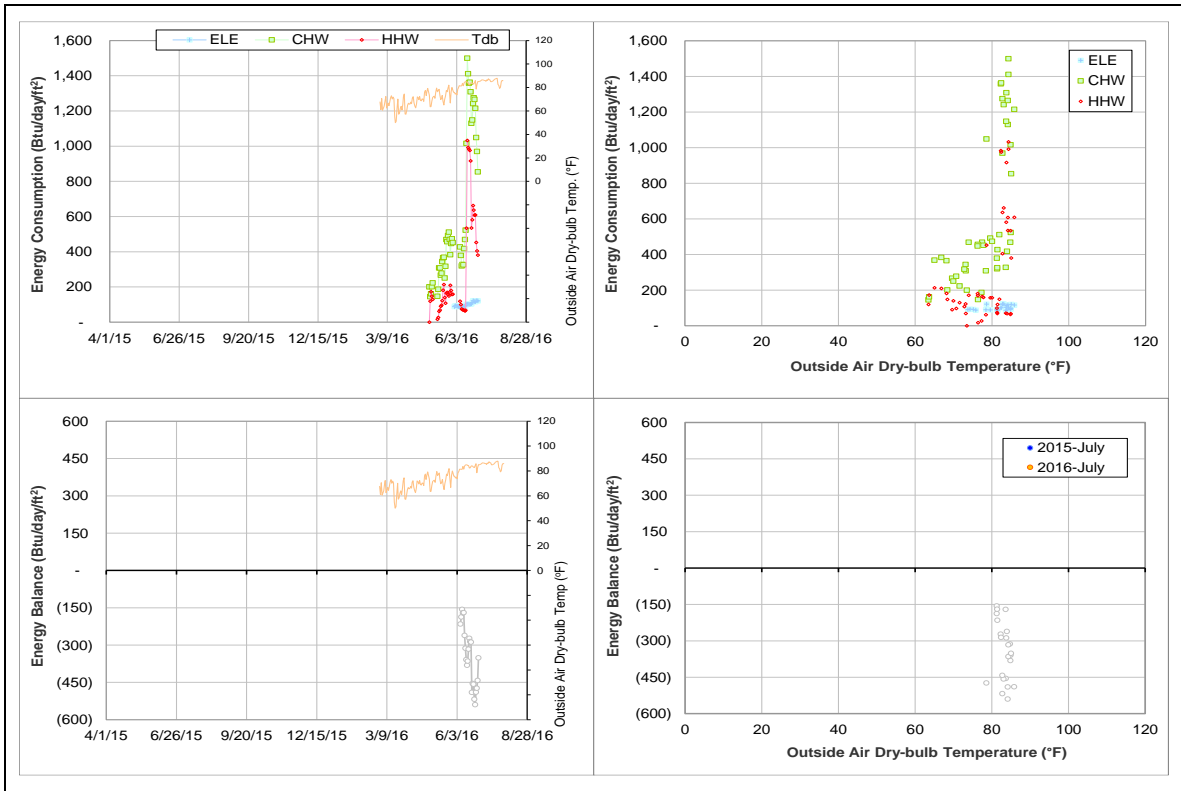 ELE CHW HHW Tdb
Energy Consumption (Btu/day/ft²)
1,600
1,400
1,200
1,000
800
600
400
200
-
120
100
80
60
40
20
0
Outside Air Dry-bulb Temp. (°F)
4/1/15 6/26/15 9/20/15 12/15/15 3/9/16 6/3/16 8/28/16
Energy Consumption (Btu/day/ft²)
1,600
1,400
1,200
1,000
800
600
400
200
-
ELE
CHW
HHW
0 20 40 60 80 100 120
Outside Air Dry-bulb Temperature (°F)
Energy Balance (Btu/day/ft²)
600
450
300
150
-
(150)
(300)
(450)
(600)
120
100
80
60
40
20
0
Outside Air Dry-bulb Temp (°F)
4/1/15 6/26/15 9/20/15 12/15/15 3/9/16 6/3/16 8/28/16
Energy Balance (Btu/day/ft²)
600
450
300
150
-
(150)
(300)
(450)
(600)
2015-July
2016-July
0 20 40 60 80 100 120
Outside Air Dry-bulb Temperature (°F)